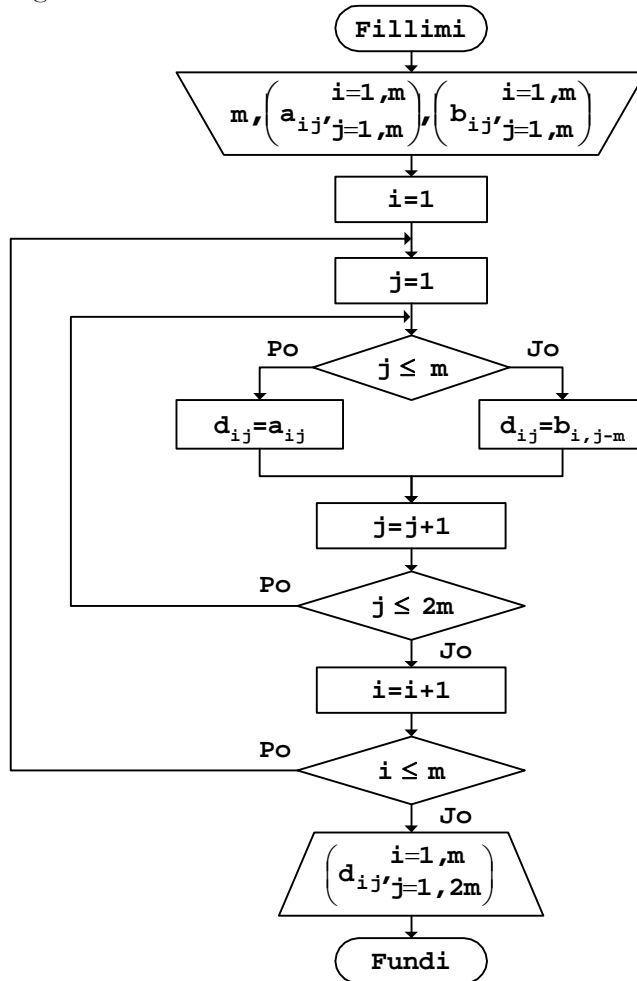 Fillimi
m, (a_ij, i=1,m j=1,m), (b_ij, i=1,m j=1,m)
i=1
j=1
Po
j ≤ m
Jo
d_ij=a_ij
d_ij=b_i,j-m
j=j+1
Po
j ≤ 2m
Jo
i=i+1
Po
i ≤ m
Jo
(d_ij, i=1,m j=1,2m)
Fundi